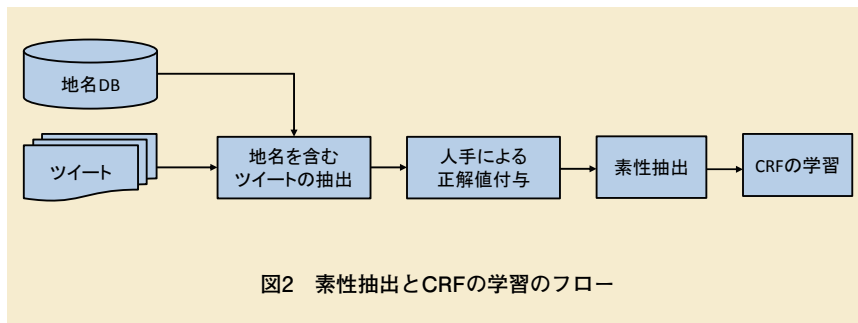 地名DB
ツイート
地名を含む
ツイートの抽出
人手による
正解値付与
素性抽出
CRFの学習
図2 素性抽出とCRFの学習のフロー